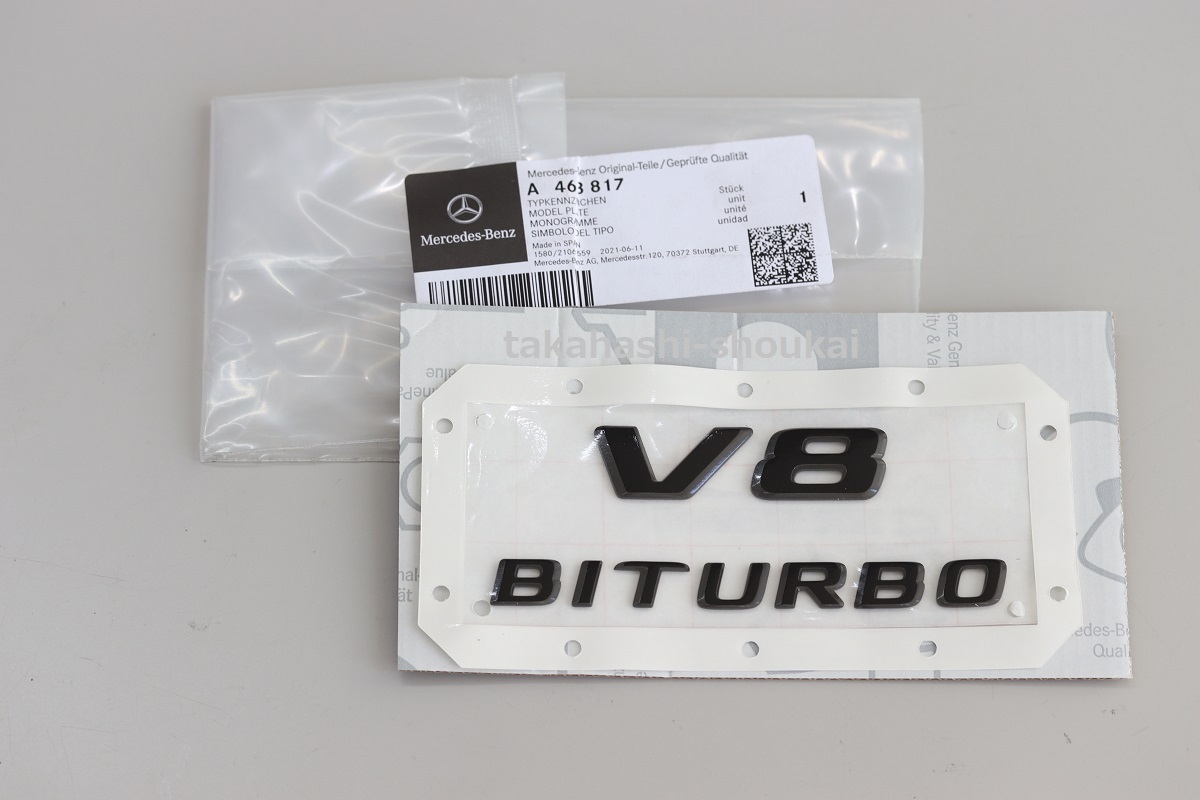 Mercedes-Benz Original-Teile/Geprüfte Qualität
A 463 817
TYPKENNZEICHEN
MODEL PLATE
MONOGRAMME
SIMBOLO DEL TIPO
Stück
unit
unité
unidad
1
Made in SPAIN
2021-06-11
Mercedes-Benz AG, Mercedesstr.120, 70372 Stuttgart, DE
Mercedes-Benz
takahashi-shoukai
V8
BITURBO